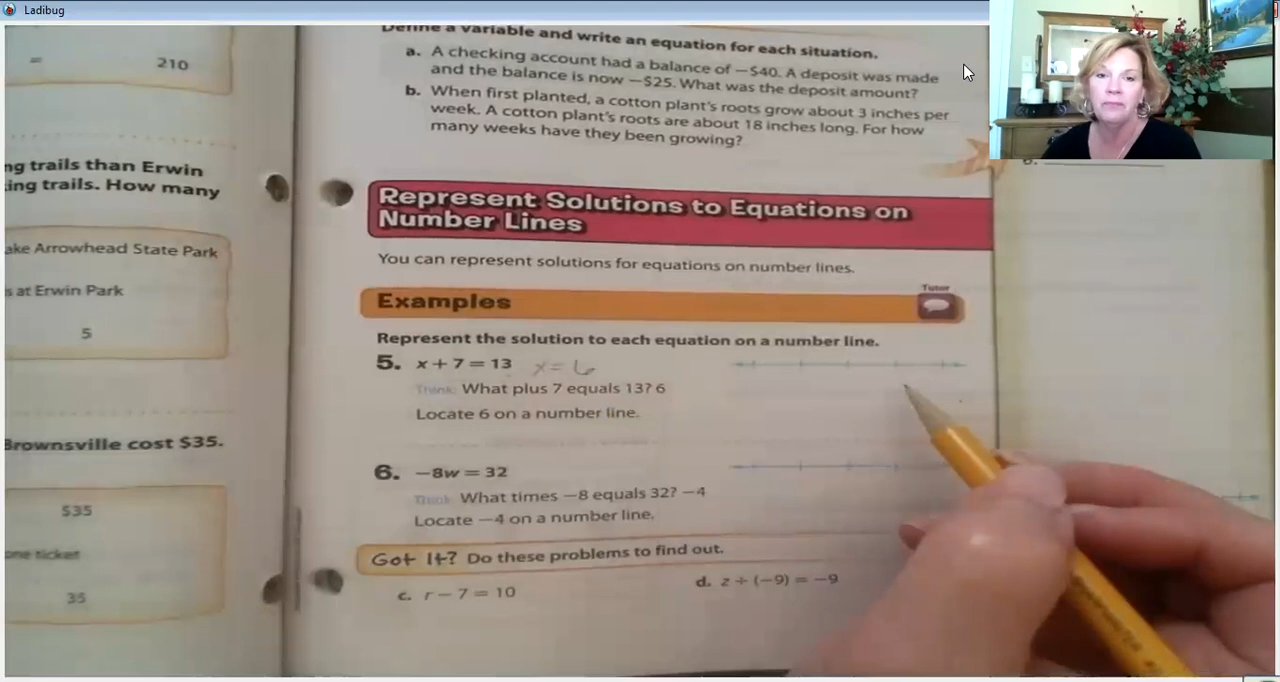 Ladibug
=
210
ng trails than Erwin
ing trails. How many
ake Arrowhead State Park
s at Erwin Park
5
Brownsville cost $35.
$35
one ticket
35
Define a variable and write an equation for each situation.
a. A checking account had a balance of −$40. A deposit was made
and the balance is now −$25. What was the deposit amount?
b. When first planted, a cotton plant's roots grow about 3 inches per
week. A cotton plant's roots are about 18 inches long. For how
many weeks have they been growing?
Represent Solutions to Equations on
Number Lines
You can represent solutions for equations on number lines.
Tutor
Examples
Represent the solution to each equation on a number line.
5. x + 7 = 13 x = 6
Think: What plus 7 equals 13? 6
Locate 6 on a number line.
6. −8w = 32
Think: What times −8 equals 32? −4
Locate −4 on a number line.
Got It? Do these problems to find out.
c. r − 7 = 10
d. z ÷ (−9) = −9